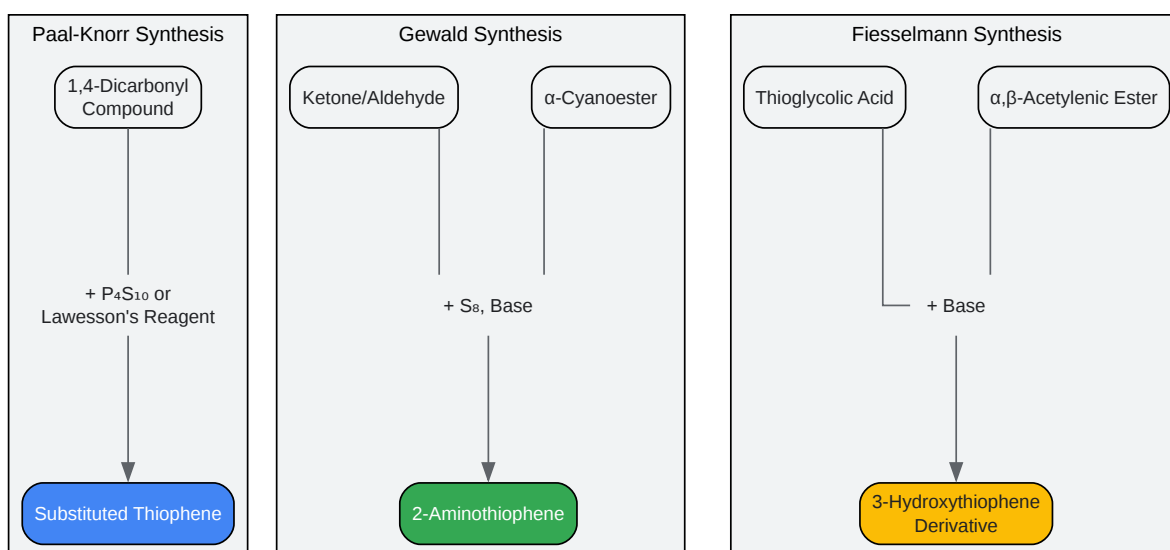 Paal-Knorr Synthesis
1,4-Dicarbonyl
Compound
+ P₄S₁₀ or
Lawesson's Reagent
Substituted Thiophene
Gewald Synthesis
Ketone/Aldehyde
α-Cyanoester
+ S₈, Base
2-Aminothiophene
Fiesselmann Synthesis
Thioglycolic Acid
α,β-Acetylenic Ester
+ Base
3-Hydroxythiophene
Derivative